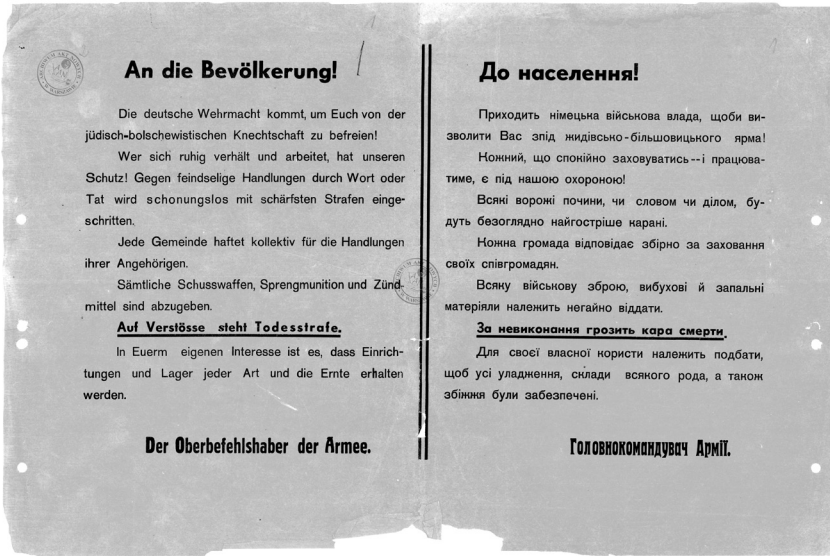 An die Bevölkerung!
Die deutsche Wehrmacht kommt, um Euch von der
jüdisch-bolschewistischen Knechtschaft zu befreien!
Wer sich ruhig verhält und arbeitet, hat unseren
Schutz! Gegen feindselige Handlungen durch Wort oder
Tat wird schonungslos mit schärfsten Strafen einge-
schritten.
Jede Gemeinde haftet kollektiv für die Handlungen
ihrer Angehörigen.
Sämtliche Schusswaffen, Sprengmunition und Zünd-
mittel sind abzugeben.
Auf Verstösse steht Todesstrafe.
In Euerm eigenen Interesse ist es, dass Einrich-
tungen und Lager jeder Art und die Ernte erhalten
werden.
Der Oberbefehlshaber der Armee.
До населення!
Приходить німецька військова влада, щоби ви-
зволити Вас зпід жидівсько-більшовицького ярма!
Кожний, що спокійно заховуватись--і працюва-
тиме, є під нашою охороною!
Всякі ворожі почини, чи словом чи ділом, бу-
дуть безоглядно найгостріше карані.
Кожна громада відповідає збірно за заховання
своїх співгромадян.
Всяку військову зброю, вибухові й запальні
матеріяли належить негайно віддати.
За невиконання грозить кара смерти.
Для своєї власної користи належить подбати,
щоб усі уладження, склади всякого рода, а також
збіжжя були забезпечені.
Головнокомандувач Армії.